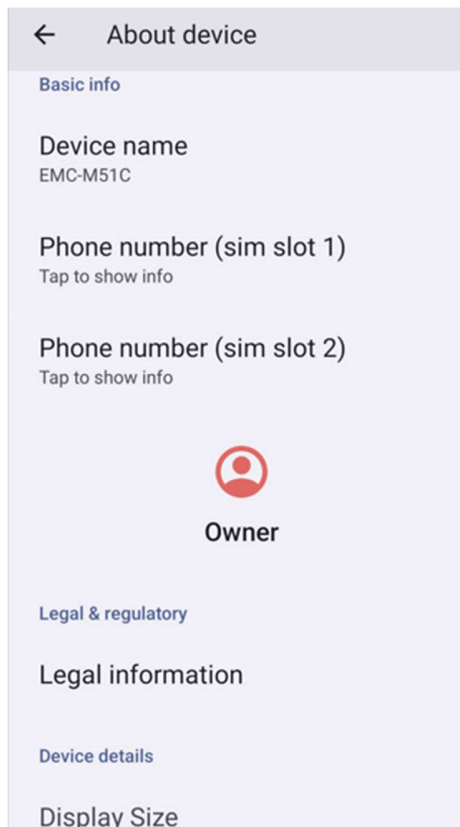 About device
Basic info
Device name
EMC-M51C
Phone number (sim slot 1)
Tap to show info
Phone number (sim slot 2)
Tap to show info
Owner
Legal & regulatory
Legal information
Device details
Display Size